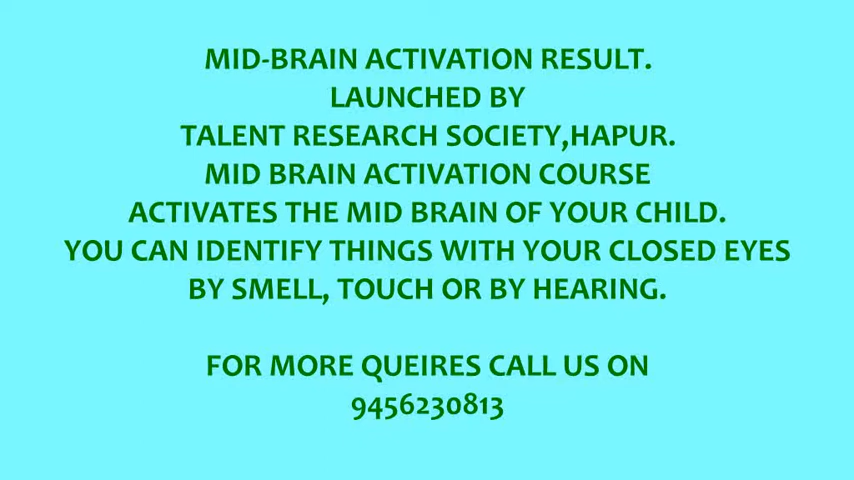 MID-BRAIN ACTIVATION RESULT.
LAUNCHED BY
TALENT RESEARCH SOCIETY,HAPUR.
MID BRAIN ACTIVATION COURSE
ACTIVATES THE MID BRAIN OF YOUR CHILD.
YOU CAN IDENTIFY THINGS WITH YOUR CLOSED EYES
BY SMELL, TOUCH OR BY HEARING.
FOR MORE QUEIRES CALL US ON
9456230813